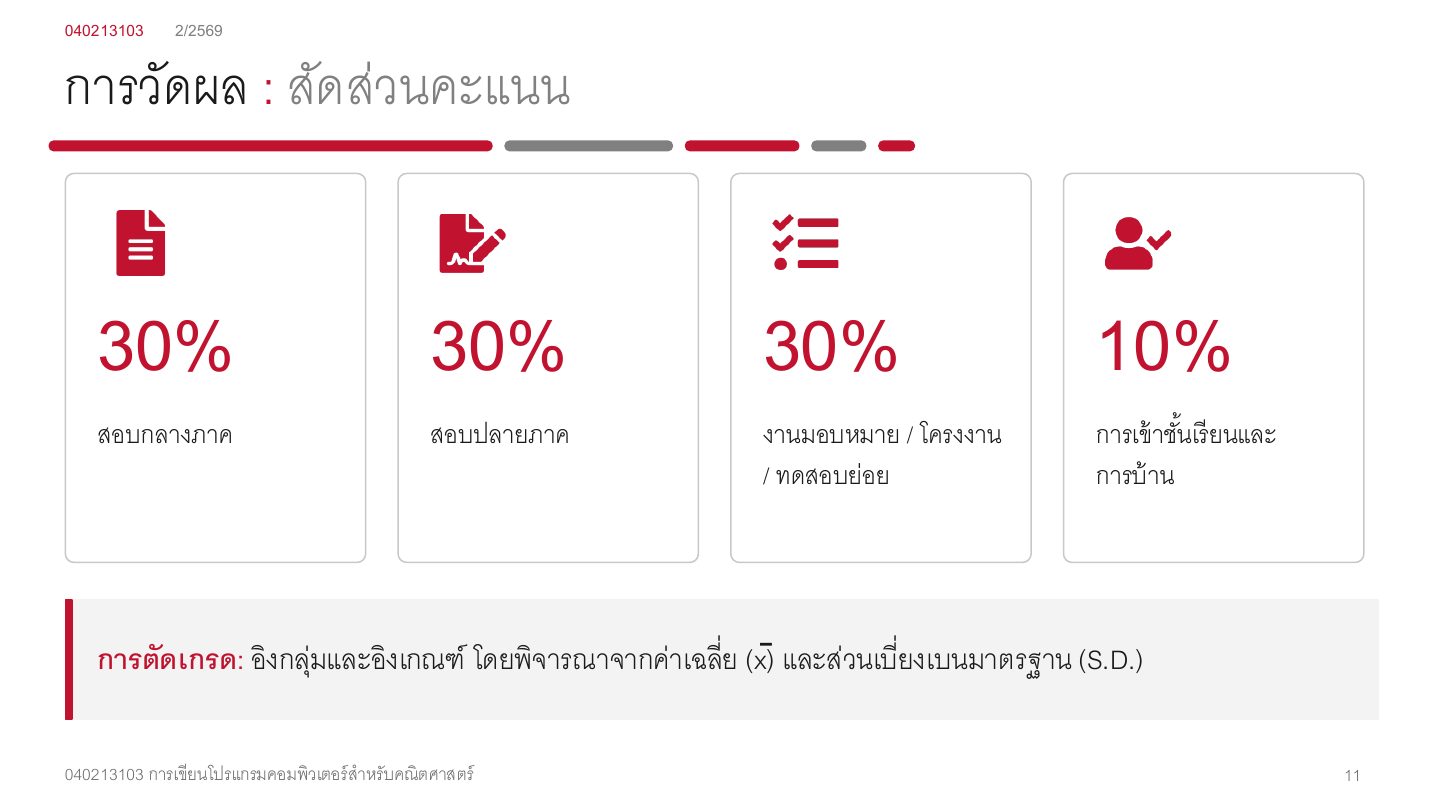 040213103 2/2569
การวัดผล : สัดส่วนคะแนน
30%
สอบกลางภาค
30%
สอบปลายภาค
30%
งานมอบหมาย / โครงงาน
/ ทดสอบย่อย
10%
การเข้าชั้นเรียนและ
การบ้าน
การตัดเกรด: อิงกลุ่มและอิงเกณฑ์ โดยพิจารณาจากค่าเฉลี่ย (x̄) และส่วนเบี่ยงเบนมาตรฐาน (S.D.)
040213103 การเขียนโปรแกรมคอมพิวเตอร์สำหรับคณิตศาสตร์ 11